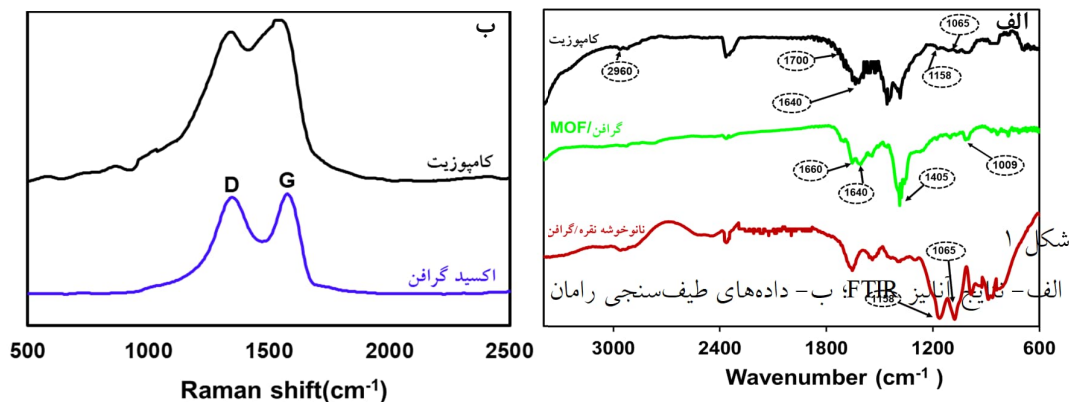 ب
کامپوزیت
D G
اکسید گرافن
500 1000 1500 2000 2500
Raman shift(cm-1)
الف
کامپوزیت
2960
1700
1640
1158
1065
گرافن/MOF
1660
1640
1405
1009
نانوخوشه نقره/گرافن
1065
1158
3000 2400 1800 1200 600
Wavenumber (cm-1 )
شکل ۱
الف- نتایج آنالیز FTIR؛ ب- داده‌های طیف‌سنجی رامان